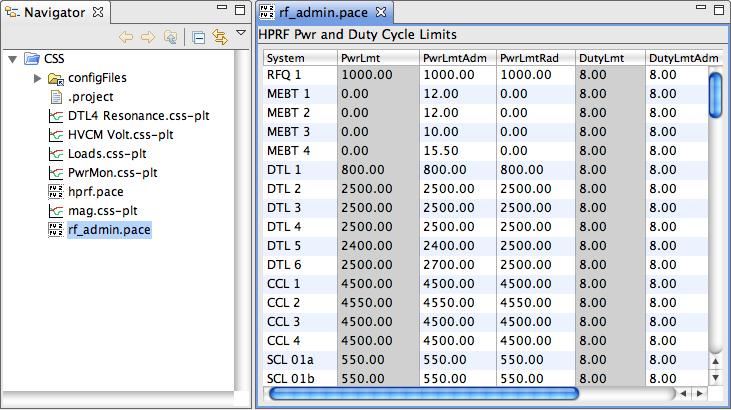 Navigator
CSS
configFiles
.project
DTL4 Resonance.css-plt
HVCM Volt.css-plt
Loads.css-plt
PwrMon.css-plt
hprf.pace
mag.css-plt
rf_admin.pace
rf_admin.pace
HPRF Pwr and Duty Cycle Limits
System PwrLmt PwrLmtAdm PwrLmtRad DutyLmt DutyLmtAdm
RFQ 1 1000.00 1000.00 1000.00 8.00 8.00
MEBT 1 0.00 12.00 0.00 8.00 8.00
MEBT 2 0.00 12.00 0.00 8.00 8.00
MEBT 3 0.00 10.00 0.00 8.00 8.00
MEBT 4 0.00 15.50 0.00 8.00 8.00
DTL 1 800.00 800.00 800.00 8.00 8.00
DTL 2 2500.00 2500.00 2500.00 8.00 8.00
DTL 3 2500.00 2500.00 2500.00 8.00 8.00
DTL 4 2500.00 2500.00 2500.00 8.00 8.00
DTL 5 2400.00 2400.00 2500.00 8.00 8.00
DTL 6 2500.00 2700.00 2500.00 8.00 8.00
CCL 1 4500.00 4500.00 4500.00 8.00 8.00
CCL 2 4550.00 4550.00 4500.00 8.00 8.00
CCL 3 4500.00 4500.00 4500.00 8.00 8.00
CCL 4 4500.00 4500.00 4500.00 8.00 8.00
SCL 01a 550.00 550.00 550.00 8.00 8.00
SCL 01b 550.00 550.00 550.00 8.00 8.00